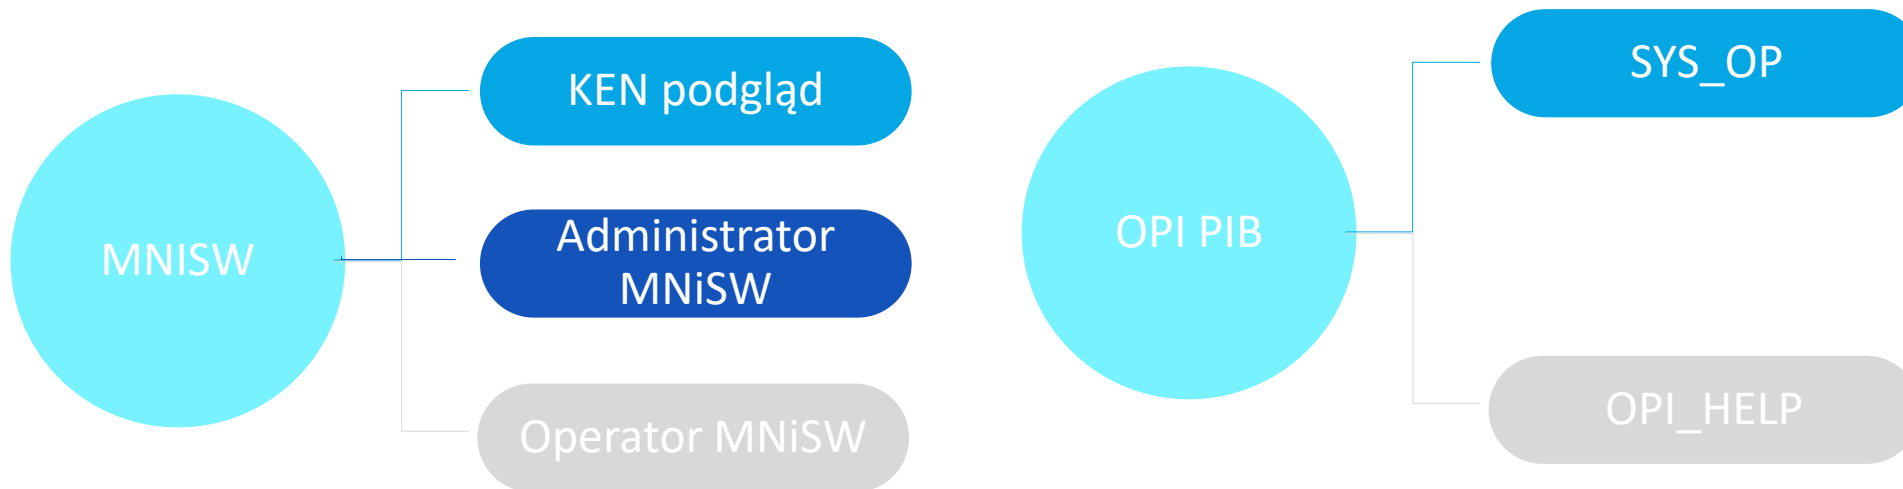 MNISW
KEN podgląd
Administrator
MNiSW
Operator MNiSW
OPI PIB
SYS_OP
OPI_HELP